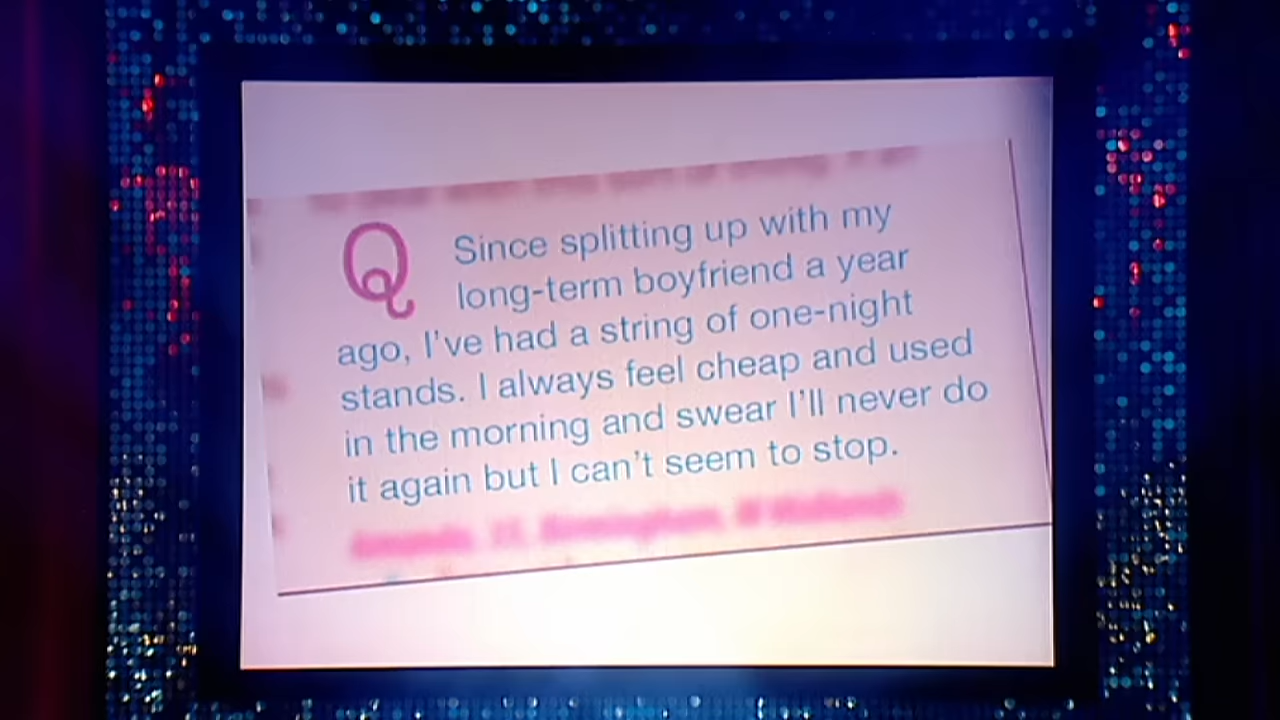 Q Since splitting up with my
long-term boyfriend a year
ago, I've had a string of one-night
stands. I always feel cheap and used
in the morning and swear I'll never do
it again but I can't seem to stop.